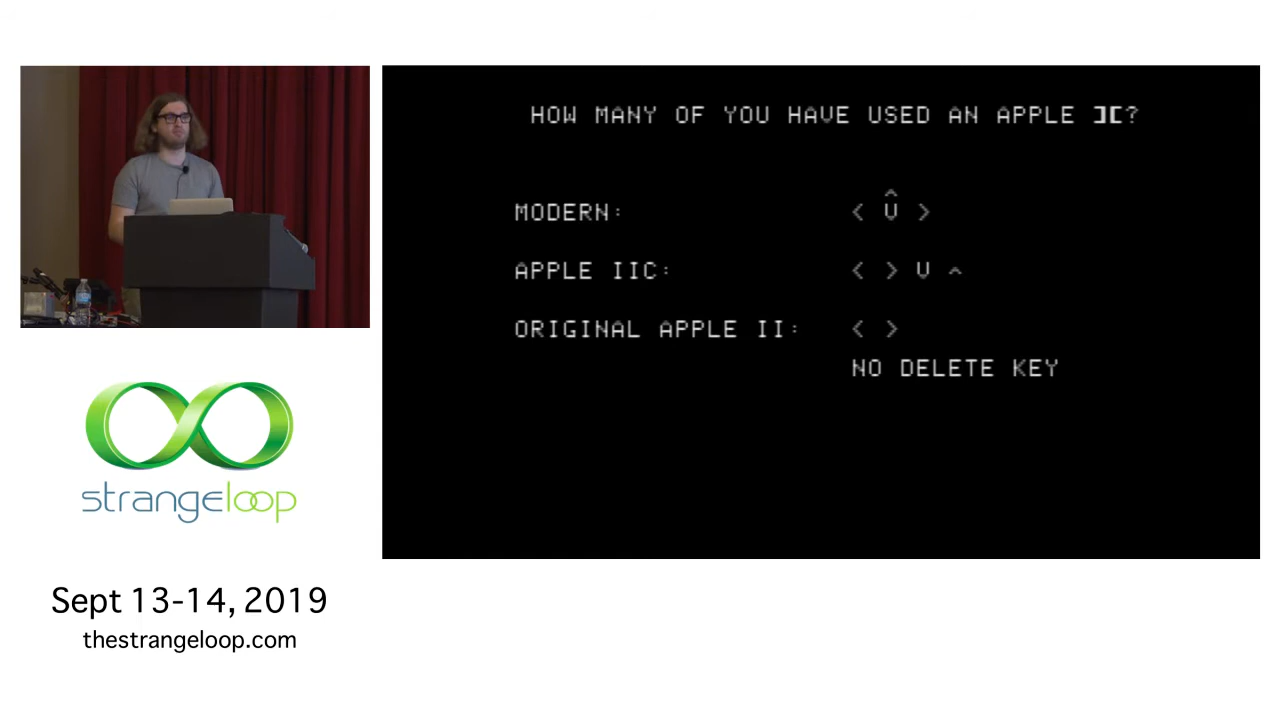 HOW MANY OF YOU HAVE USED AN APPLE ][?
^
MODERN: < V >
APPLE IIC: < > V ^
ORIGINAL APPLE II: < >
NO DELETE KEY
strangeloop
Sept 13-14, 2019
thestrangeloop.com